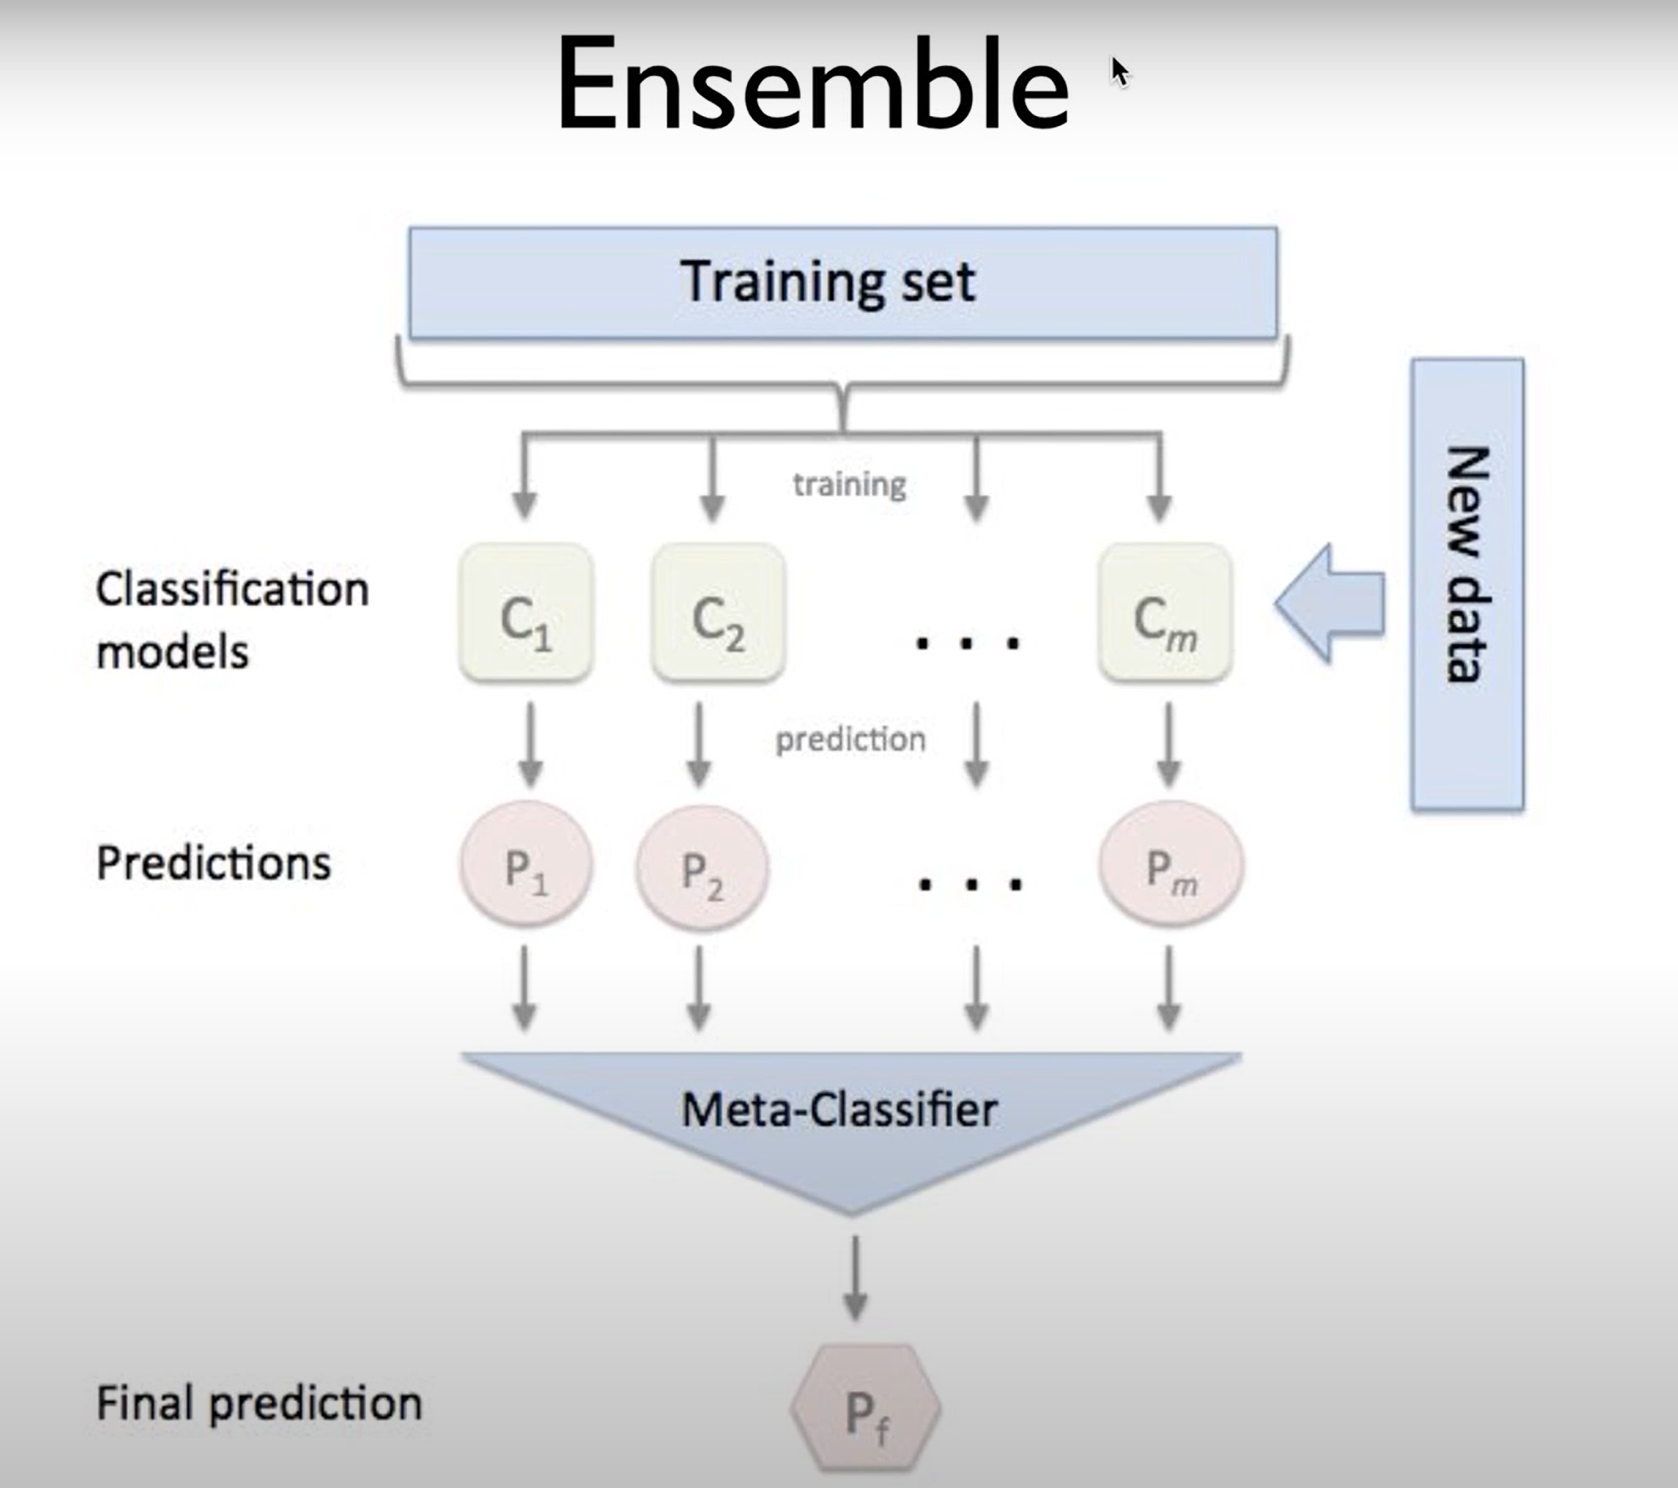 Ensemble
Training set
training
Classification
models
C1
C2
. . .
Cm
New data
prediction
Predictions
P1
P2
. . .
Pm
Meta-Classifier
Final prediction
Pf